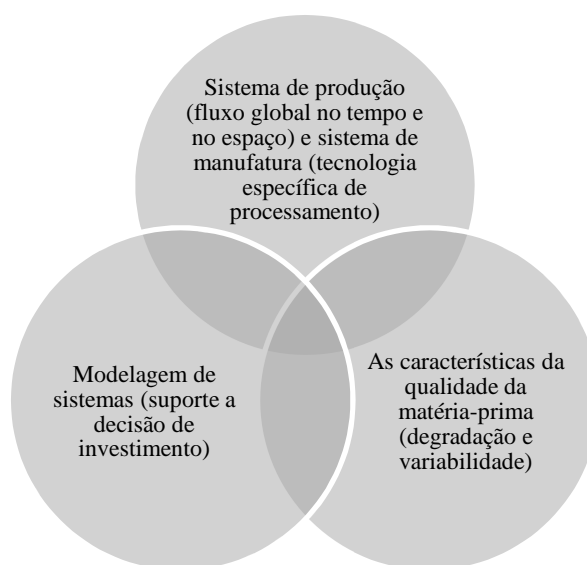 Sistema de produção
(fluxo global no tempo e
no espaço) e sistema de
manufatura (tecnologia
específica de
processamento)
Modelagem de
sistemas (suporte a
decisão de
investimento)
As características da
qualidade da
matéria-prima
(degradação e
variabilidade)